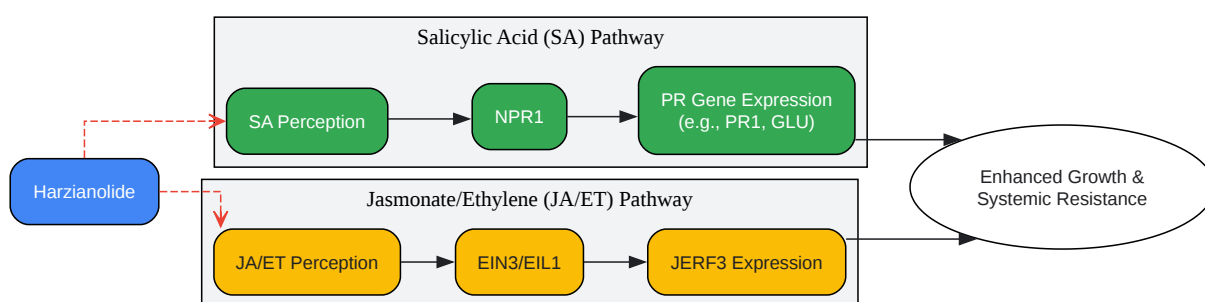 Salicylic Acid (SA) Pathway
SA Perception
NPR1
PR Gene Expression
(e.g., PR1, GLU)
Harzianolide
Jasmonate/Ethylene (JA/ET) Pathway
JA/ET Perception
EIN3/EIL1
JERF3 Expression
Enhanced Growth &
Systemic Resistance